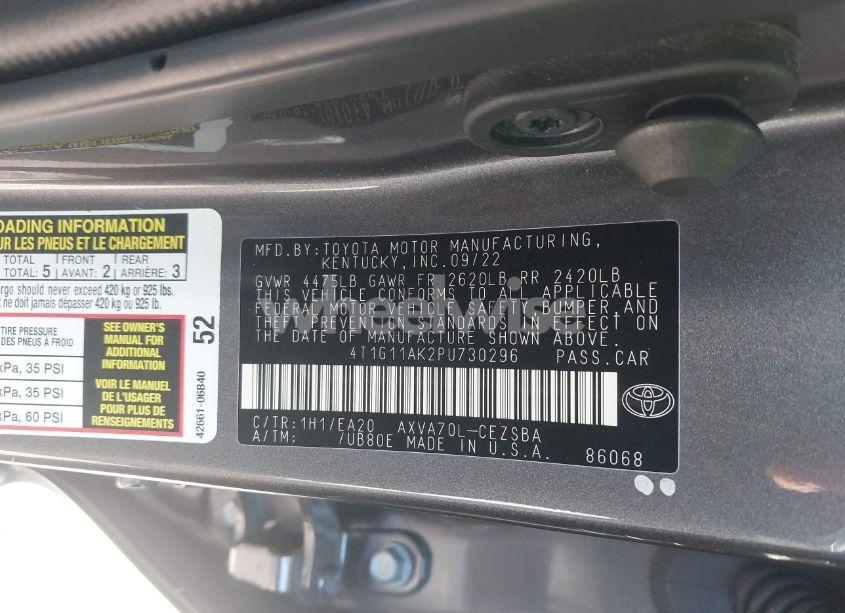 LOADING INFORMATION
UR LES PNEUS ET LE CHARGEMENT
TOTAL: 5
FRONT
AVANT: 2
REAR
ARRIÈRE: 3
argo should never exceed 420 kg or 925 lbs.
nt ne doit jamais dépasser 420 kg ou 925 lb.
TIRE PRESSURE
DES PNEUS À FROID
kPa, 35 PSI
kPa, 35 PSI
kPa, 60 PSI
SEE OWNER'S
MANUAL FOR
ADDITIONAL
INFORMATION
VOIR LE MANUEL
DE L'USAGER
POUR PLUS DE
RENSEIGNEMENTS
52
42661-06B40
MFD.BY:TOYOTA MOTOR MANUFACTURING,
KENTUCKY,INC.09/22
GVWR 4475LB GAWR FR 2620LB RR 2420LB
THIS VEHICLE CONFORMS TO ALL APPLICABLE
FEDERAL MOTOR VEHICLE SAFETY, BUMPER,AND
THEFT PREVENTION STANDARDS IN EFFECT ON
THE DATE OF MANUFACTURE SHOWN ABOVE.
4T1G11AK2PU730296 PASS.CAR
C/TR:1H1/EA20 AXVA70L-CEZSBA
A/TM: /UB80E MADE IN U.S.A. 86068
Wheelwise